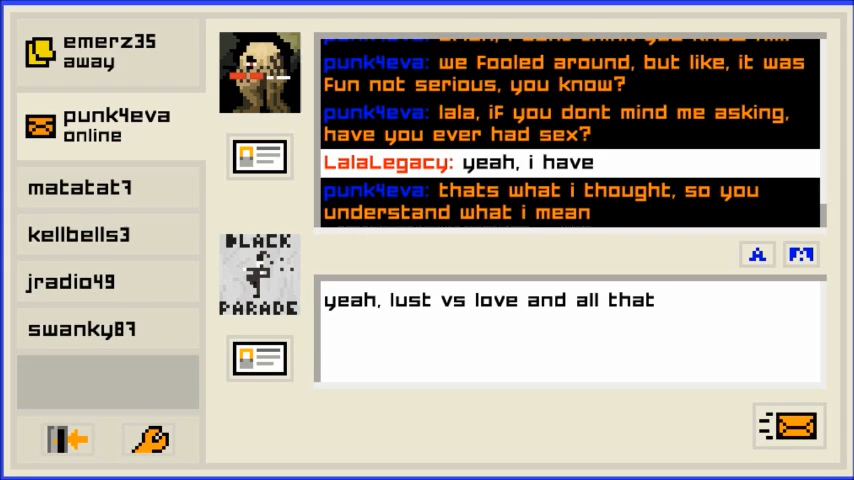 emerz35
away
punk4eva
online
matatat7
kellbells3
jradio49
swanky87
punk4eva: we fooled around, but like, it was
fun not serious, you know?
punk4eva: lala, if you dont mind me asking,
have you ever had sex?
LalaLegacy: yeah, i have
punk4eva: thats what i thought, so you
understand what i mean
BLACK
PARADE
A
yeah, lust vs love and all that